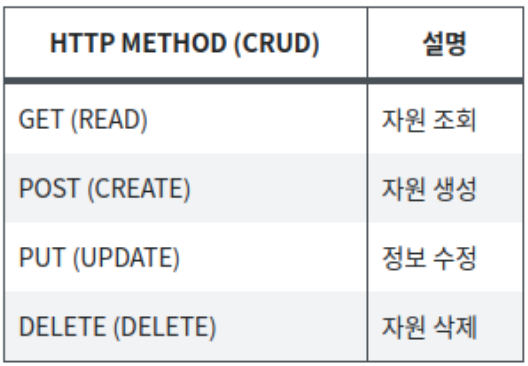 HTTP METHOD (CRUD) 설명
GET (READ) 자원 조회
POST (CREATE) 자원 생성
PUT (UPDATE) 정보 수정
DELETE (DELETE) 자원 삭제